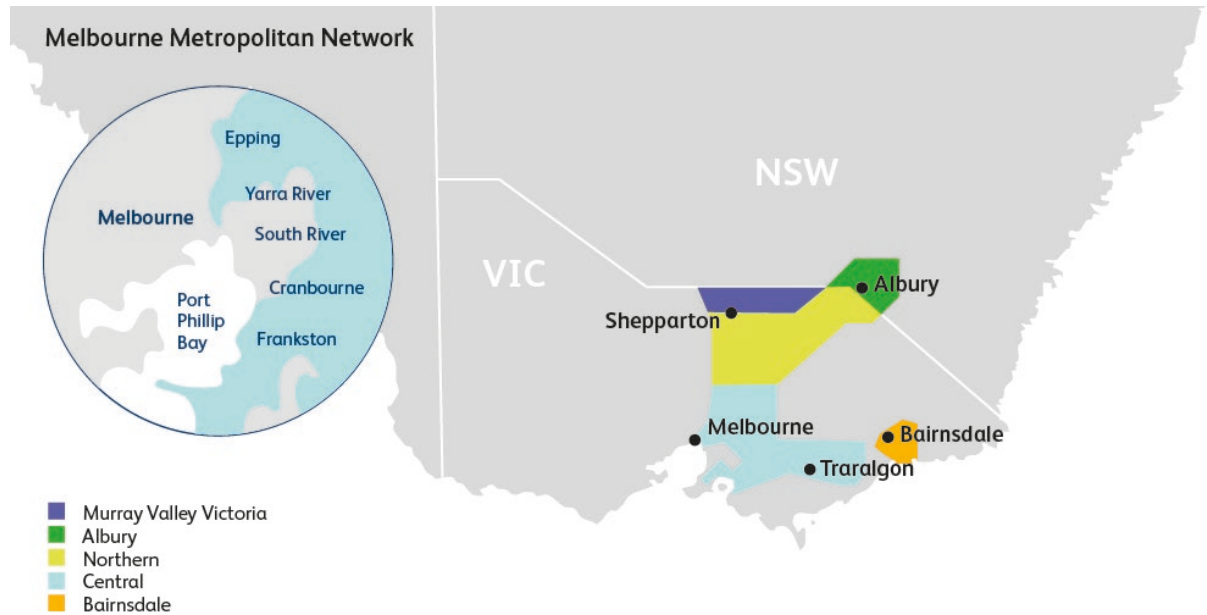 Melbourne Metropolitan Network
Epping
Yarra River
Melbourne
South River
Cranbourne
Port
Phillip
Bay
Frankston
NSW
VIC
Albury
Shepparton
Melbourne
Bairnsdale
Traralgon
Murray Valley Victoria
Albury
Northern
Central
Bairnsdale